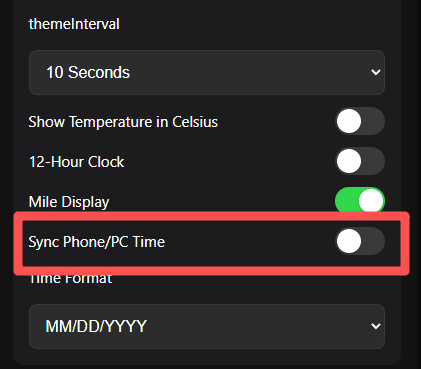 themeInterval
10 Seconds
Show Temperature in Celsius
12-Hour Clock
Mile Display
Sync Phone/PC Time
Time Format
MM/DD/YYYY